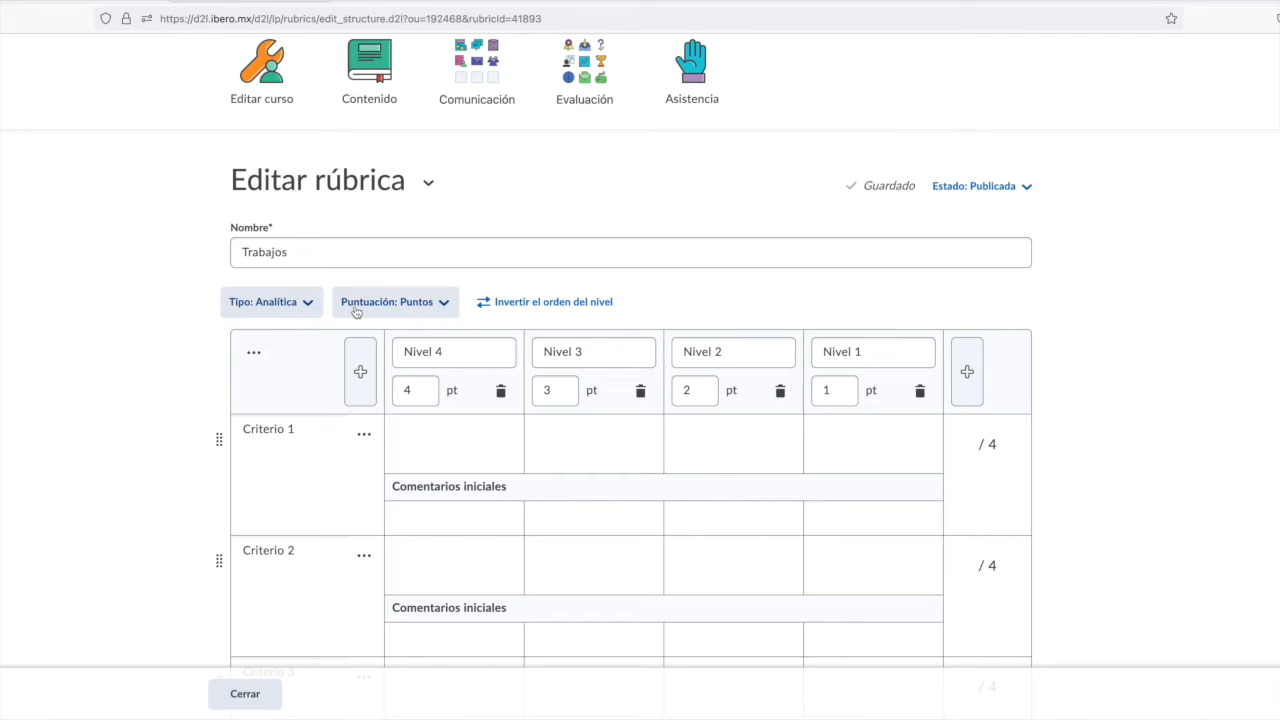 https://d2l.ibero.mx/d2l/lp/rubrics/edit_structure.d2l?ou=192468&rubricId=41893
Editar curso
Contenido
Comunicación
Evaluación
Asistencia
Editar rúbrica
Guardado
Estado: Publicada
Nombre*
Trabajos
Tipo: Analítica
Puntuación: Puntos
Invertir el orden del nivel
Nivel 4
Nivel 3
Nivel 2
Nivel 1
4 pt
3 pt
2 pt
1 pt
Criterio 1
/ 4
Comentarios iniciales
Criterio 2
/ 4
Comentarios iniciales
Criterio 3
/ 4
Cerrar